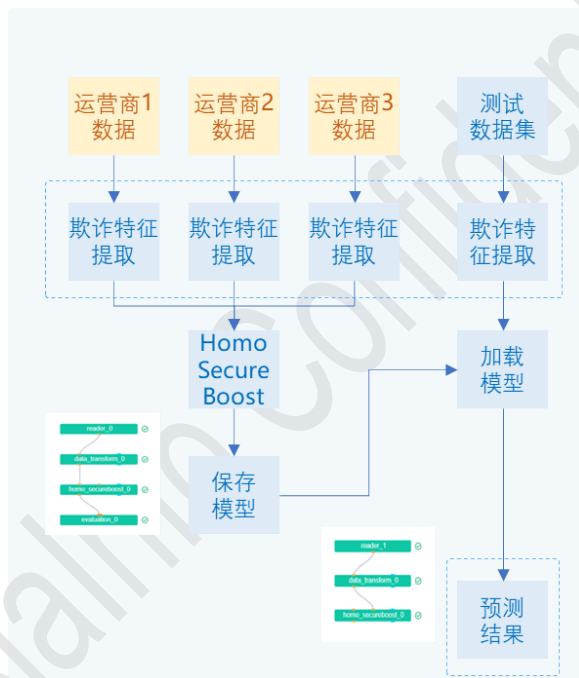 运营商1
数据
运营商2
数据
运营商3
数据
测试
数据集
欺诈特征
提取
欺诈特征
提取
欺诈特征
提取
欺诈特
征提取
Homo
Secure
Boost
加载
模型
reador_0
data_transform_0
homo_secureboost_0
evaluation_0
保存
模型
reador_1
data_transform_0
homo_secureboost_0
预测
结果